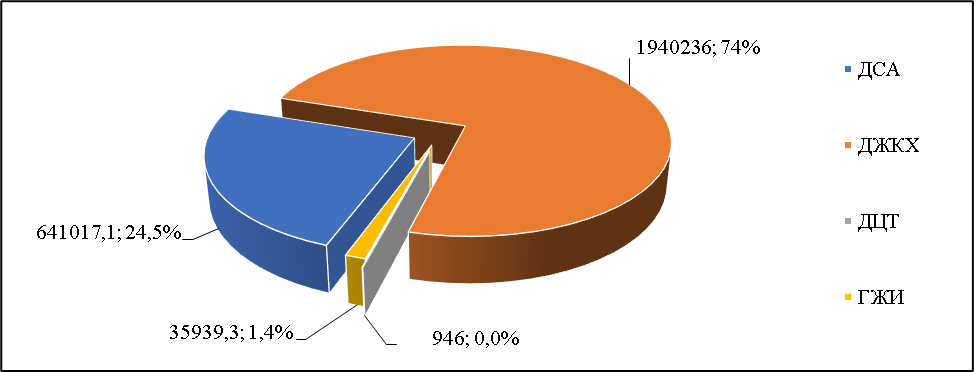 1940236; 74%
ДСА
ДЖКХ
ДЦТ
ГЖИ
641017,1; 24,5%
35939,3; 1,4%
946; 0,0%